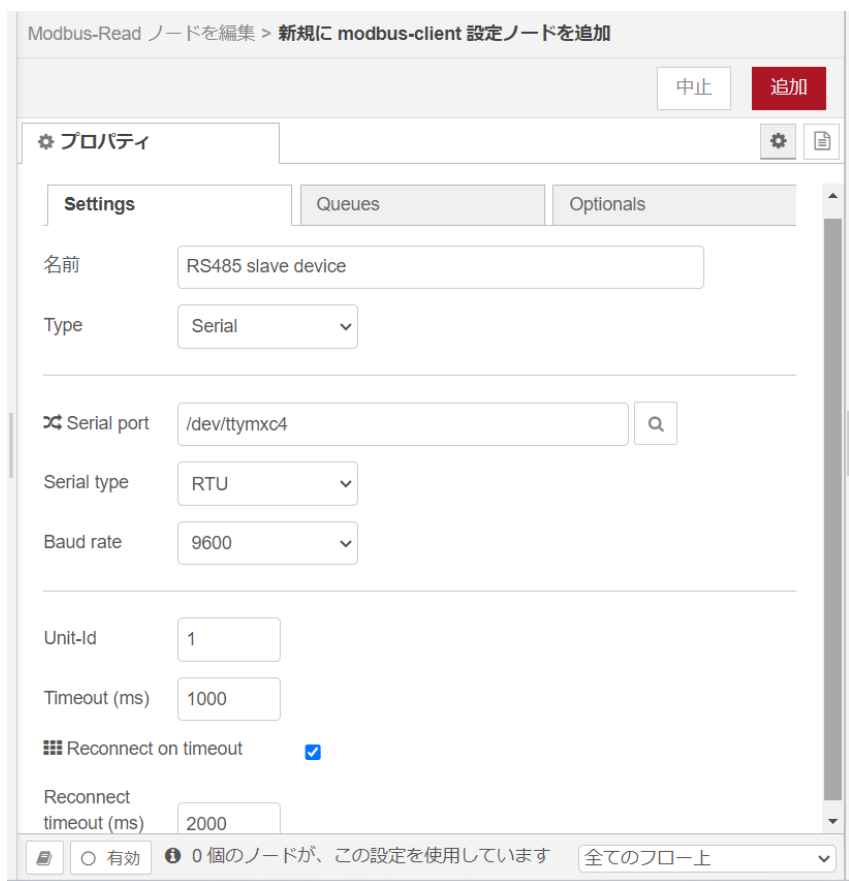 Modbus-Read ノードを編集 > 新規に modbus-client 設定ノードを追加
中止 追加
プロパティ
Settings Queues Optionals
名前 RS485 slave device
Type Serial
Serial port /dev/ttymxc4
Serial type RTU
Baud rate 9600
Unit-Id 1
Timeout (ms) 1000
Reconnect on timeout
Reconnect
timeout (ms) 2000
有効 0 個のノードが、この設定を使用しています 全てのフロー上